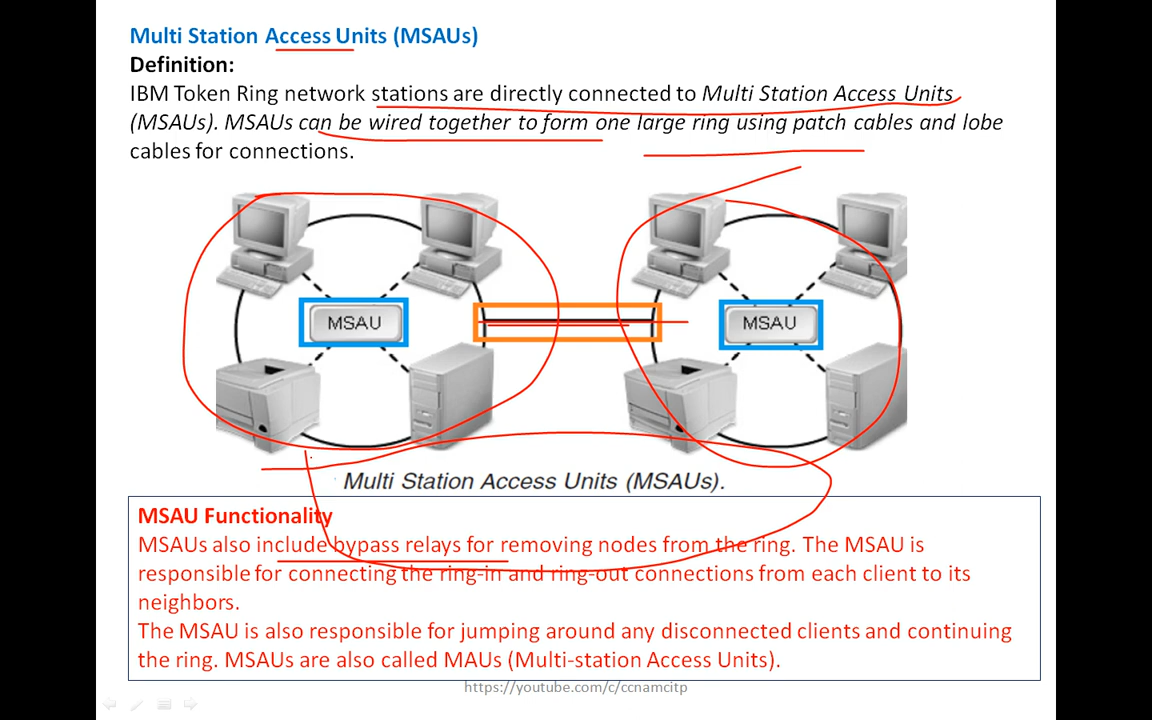 Multi Station Access Units (MSAUs)
Definition:
IBM Token Ring network stations are directly connected to Multi Station Access Units
(MSAUs). MSAUs can be wired together to form one large ring using patch cables and lobe
cables for connections.
MSAU
MSAU
Multi Station Access Units (MSAUs).
MSAU Functionality
MSAUs also include bypass relays for removing nodes from the ring. The MSAU is
responsible for connecting the ring-in and ring-out connections from each client to its
neighbors.
The MSAU is also responsible for jumping around any disconnected clients and continuing
the ring. MSAUs are also called MAUs (Multi-station Access Units).
https://youtube.com/c/ccnamcitp